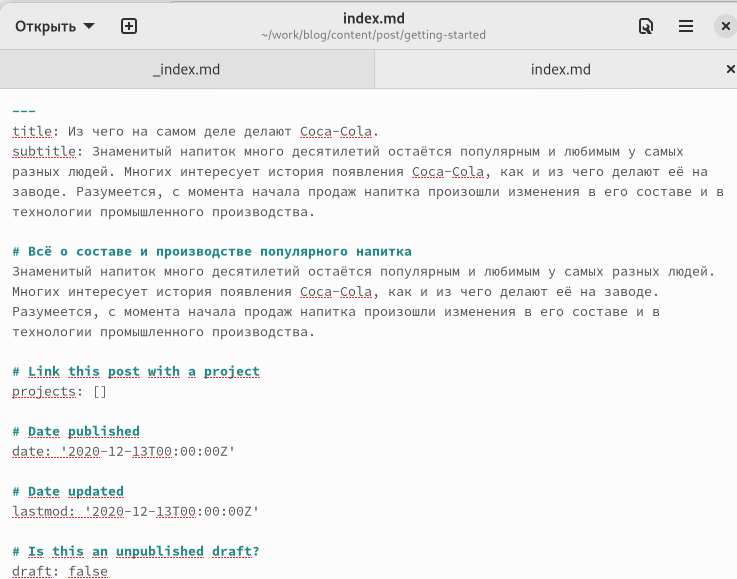 Открыть
index.md
~/work/blog/content/post/getting-started
_index.md
index.md
---
title: Из чего на самом деле делают Coca-Cola.
subtitle: Знаменитый напиток много десятилетий остаётся популярным и любимым у самых
разных людей. Многих интересует история появления Coca-Cola, как и из чего делают её на
заводе. Разумеется, с момента начала продаж напитка произошли изменения в его составе и в
технологии промышленного производства.
# Всё о составе и производстве популярного напитка
Знаменитый напиток много десятилетий остаётся популярным и любимым у самых разных людей.
Многих интересует история появления Coca-Cola, как и из чего делают её на заводе.
Разумеется, с момента начала продаж напитка произошли изменения в его составе и в
технологии промышленного производства.
# Link this post with a project
projects: []
# Date published
date: '2020-12-13T00:00:00Z'
# Date updated
lastmod: '2020-12-13T00:00:00Z'
# Is this an unpublished draft?
draft: false